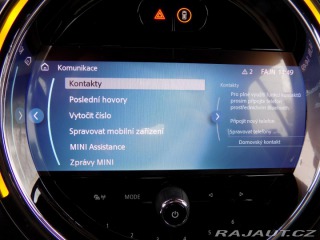 ⚠ 2
Komunikace
Kontakty
Poslední hovory
Vytočit číslo
Spravovat mobilní zařízení
MINI Assistance
Zprávy MINI
Kontakty
Připojit nový telefon
Spravovat telefony
Domovský kontakt
MODE
RAJAUT.CZ